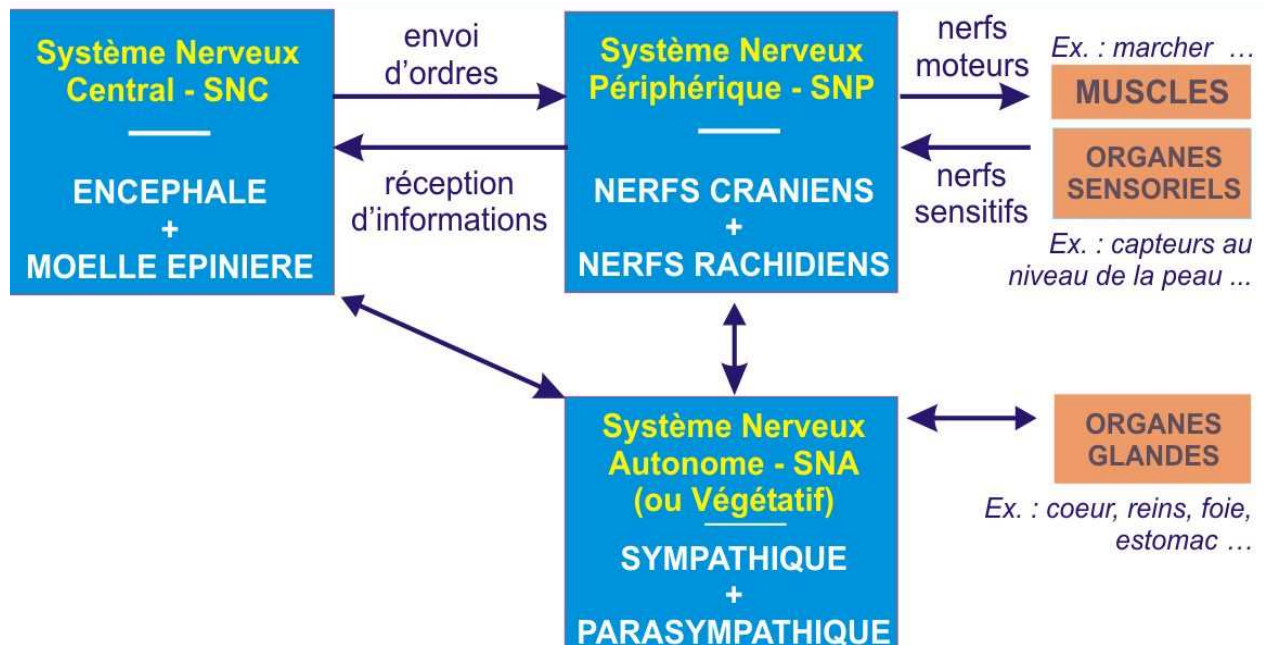 Système Nerveux
Central - SNC
ENCEPHALE
+
MOELLE EPINIERE
envoi
d'ordres
réception
d'informations
Système Nerveux
Périphérique - SNP
NERFS CRANIENS
+
NERFS RACHIDIENS
nerfs
moteurs
nerfs
sensitifs
Ex. : marcher ...
MUSCLES
ORGANES
SENSORIELS
Ex. : capteurs au
niveau de la peau ...
Système Nerveux
Autonome - SNA
(ou Végétatif)
SYMPATHIQUE
+
PARASYMPATHIQUE
ORGANES
GLANDES
Ex. : coeur, reins, foie,
estomac ...